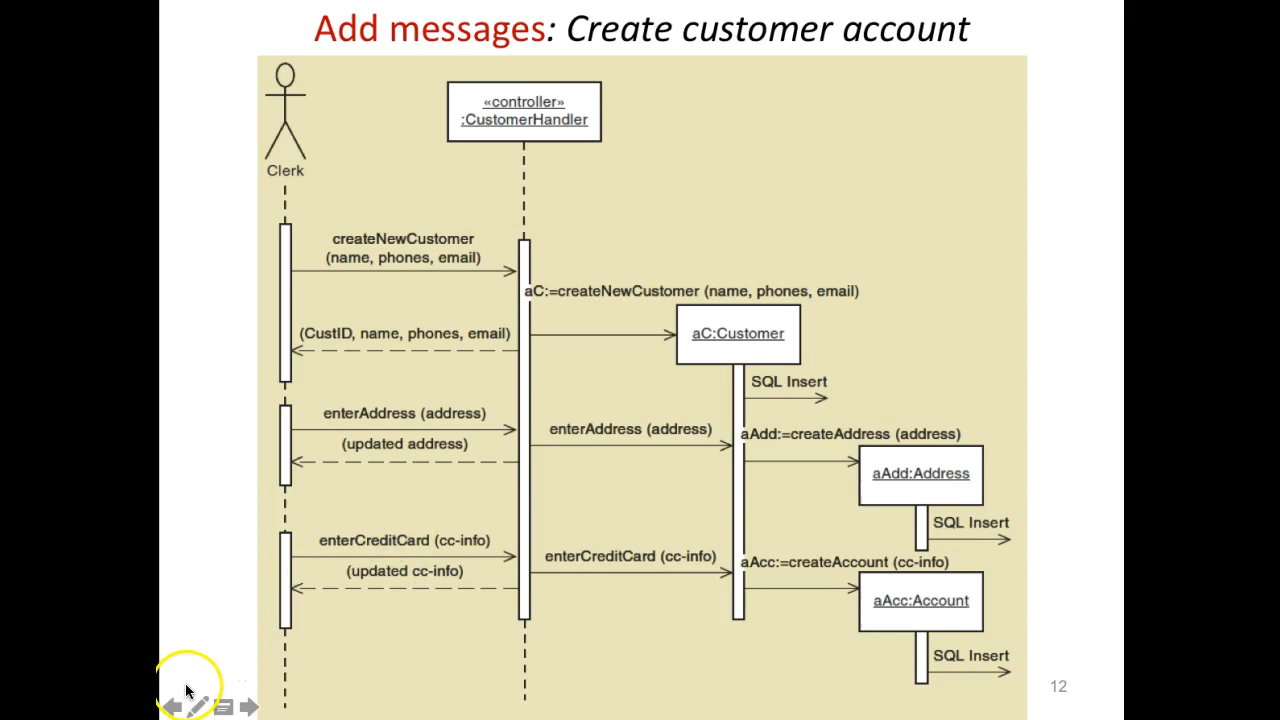 Add messages: Create customer account
«controller»
:CustomerHandler
Clerk
createNewCustomer
(name, phones, email)
aC:=createNewCustomer (name, phones, email)
(CustID, name, phones, email)
aC:Customer
SQL Insert
enterAddress (address)
(updated address)
enterAddress (address)
aAdd:=createAddress (address)
aAdd:Address
SQL Insert
enterCreditCard (cc-info)
(updated cc-info)
enterCreditCard (cc-info)
aAcc:=createAccount (cc-info)
aAcc:Account
SQL Insert
12